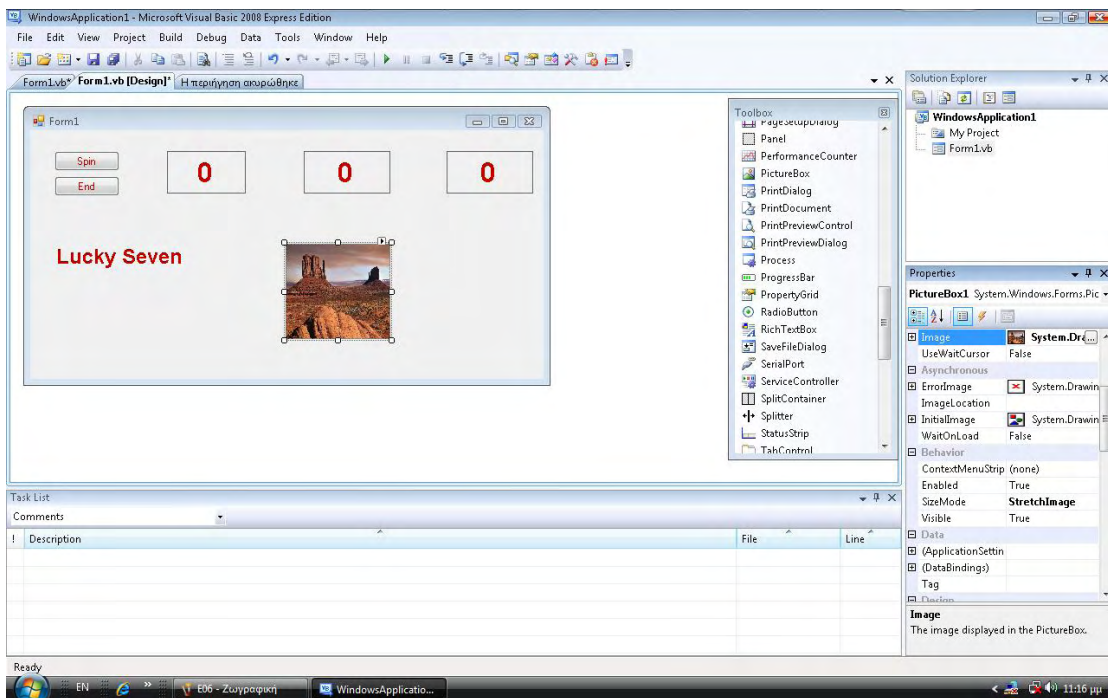 WindowsApplication1 - Microsoft Visual Basic 2008 Express Edition
File Edit View Project Build Debug Data Tools Window Help
Form1.vb* Form1.vb [Design]* Η περιήγηση ακυρώθηκε
Form1
Spin
End
0 0 0
Lucky Seven
Toolbox
PageSetupDialog
Panel
PerformanceCounter
PictureBox
PrintDialog
PrintDocument
PrintPreviewControl
PrintPreviewDialog
Process
ProgressBar
PropertyGrid
RadioButton
RichTextBox
SaveFileDialog
SerialPort
ServiceController
SplitContainer
Splitter
StatusStrip
TabControl
Solution Explorer
WindowsApplication1
My Project
Form1.vb
Properties
PictureBox1 System.Windows.Forms.Pic
Image System.Dra...
UseWaitCursor False
Asynchronous
ErrorImage System.Drawin
ImageLocation
InitialImage System.Drawin
WaitOnLoad False
Behavior
ContextMenuStrip (none)
Enabled True
SizeMode StretchImage
Visible True
Data
(ApplicationSettin
(DataBindings)
Tag
Design
Image
The image displayed in the PictureBox.
Task List
Comments
! Description File Line
Ready
EN » E06 - Ζωγραφική WindowsApplicatio... 11:16 μμ